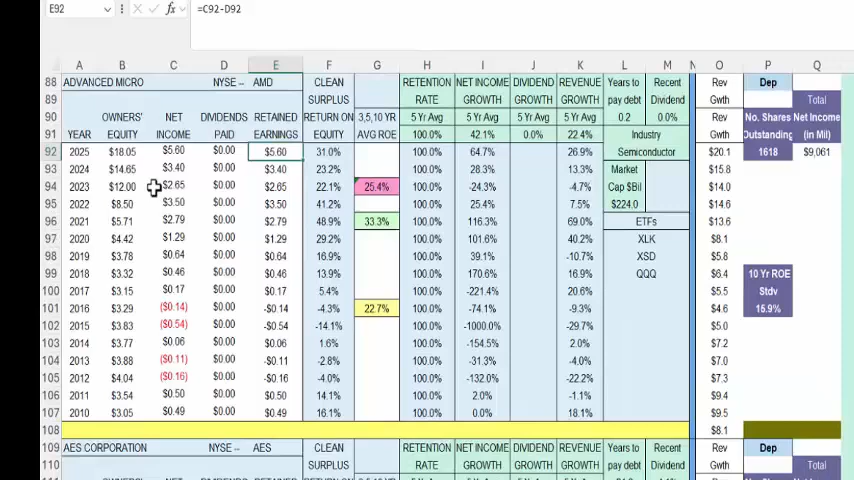 E92 fx =C92-D92
A B C D E F G H I J K L M N O P Q
88 ADVANCED MICRO NYSE -- AMD CLEAN RETENTION NET INCOME DIVIDEND REVENUE Years to Recent Rev Dep
89 SURPLUS RATE GROWTH GROWTH GROWTH pay debt Dividend Gwth Total
90 OWNERS' NET DIVIDENDS RETAINED RETURN ON 3,5,10 YR 5 Yr Avg 5 Yr Avg 5 Yr Avg 5 Yr Avg 0.2 0.0% Rev No. Shares Net Income
91 YEAR EQUITY INCOME PAID EARNINGS EQUITY AVG ROE 100.0% 42.1% 0.0% 22.4% Industry Gwth Outstanding (in Mil)
92 2025 $18.05 $5.60 $0.00 $5.60 31.0% 100.0% 64.7% 26.9% Semiconductor $20.1 1618 $9,061
93 2024 $14.65 $3.40 $0.00 $3.40 23.2% 100.0% 28.3% 13.3% Market $15.8
94 2023 $12.00 $2.65 $0.00 $2.65 22.1% 25.4% 100.0% -24.3% -4.7% Cap $Bil $14.0
95 2022 $8.50 $3.50 $0.00 $3.50 41.2% 100.0% 25.4% 7.5% $224.0 $14.6
96 2021 $5.71 $2.79 $0.00 $2.79 48.9% 33.3% 100.0% 116.3% 69.0% ETFs $13.6
97 2020 $4.42 $1.29 $0.00 $1.29 29.2% 100.0% 101.6% 40.2% XLK $8.1
98 2019 $3.78 $0.64 $0.00 $0.64 16.9% 100.0% 39.1% -10.7% XSD $5.8
99 2018 $3.32 $0.46 $0.00 $0.46 13.9% 100.0% 170.6% 16.9% QQQ $6.4 10 Yr ROE
100 2017 $3.15 $0.17 $0.00 $0.17 5.4% 100.0% -221.4% 20.6% $5.5 Stdv
101 2016 $3.29 ($0.14) $0.00 -$0.14 -4.3% 22.7% 100.0% -74.1% -9.3% $4.6 15.9%
102 2015 $3.83 ($0.54) $0.00 -$0.54 -14.1% 100.0% -1000.0% -29.7% $5.0
103 2014 $3.77 $0.06 $0.00 $0.06 1.6% 100.0% -154.5% 2.0% $7.2
104 2013 $3.88 ($0.11) $0.00 -$0.11 -2.8% 100.0% -31.3% -4.0% $7.0
105 2012 $4.04 ($0.16) $0.00 -$0.16 -4.0% 100.0% -132.0% -22.2% $7.3
106 2011 $3.54 $0.50 $0.00 $0.50 14.1% 100.0% 2.0% -1.1% $9.4
107 2010 $3.05 $0.49 $0.00 $0.49 16.1% 100.0% 0.0% 18.1% $9.5
108 $8.1
109 AES CORPORATION NYSE -- AES CLEAN RETENTION NET INCOME DIVIDEND REVENUE Years to Recent Rev Dep
110 SURPLUS RATE GROWTH GROWTH GROWTH pay debt Dividend Gwth Total